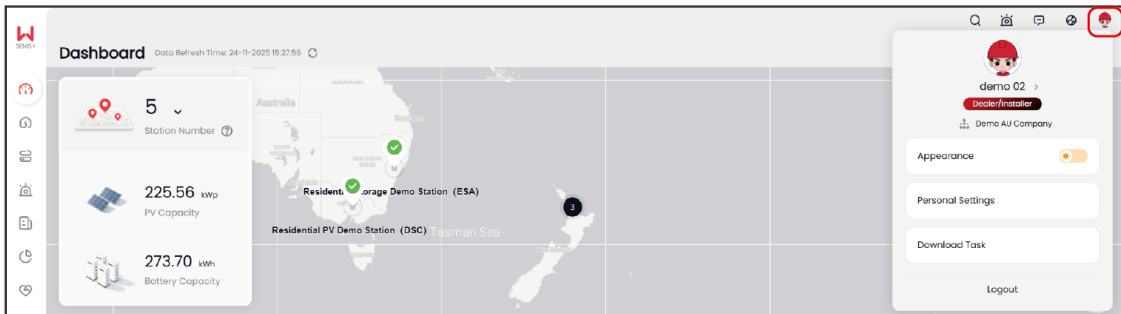 SEMS+
Dashboard
Data Refresh Time: 24-11-2025 15:27:56
5
Station Number
225.56 kWp
PV Capacity
273.70 kWh
Battery Capacity
Australia
Brisbane
Residential PV Demo Station (DSC)
Tasman Sea
3
demo 02
Dealer/Installer
Demo AU Company
Appearance
Personal Settings
Download Task
Logout